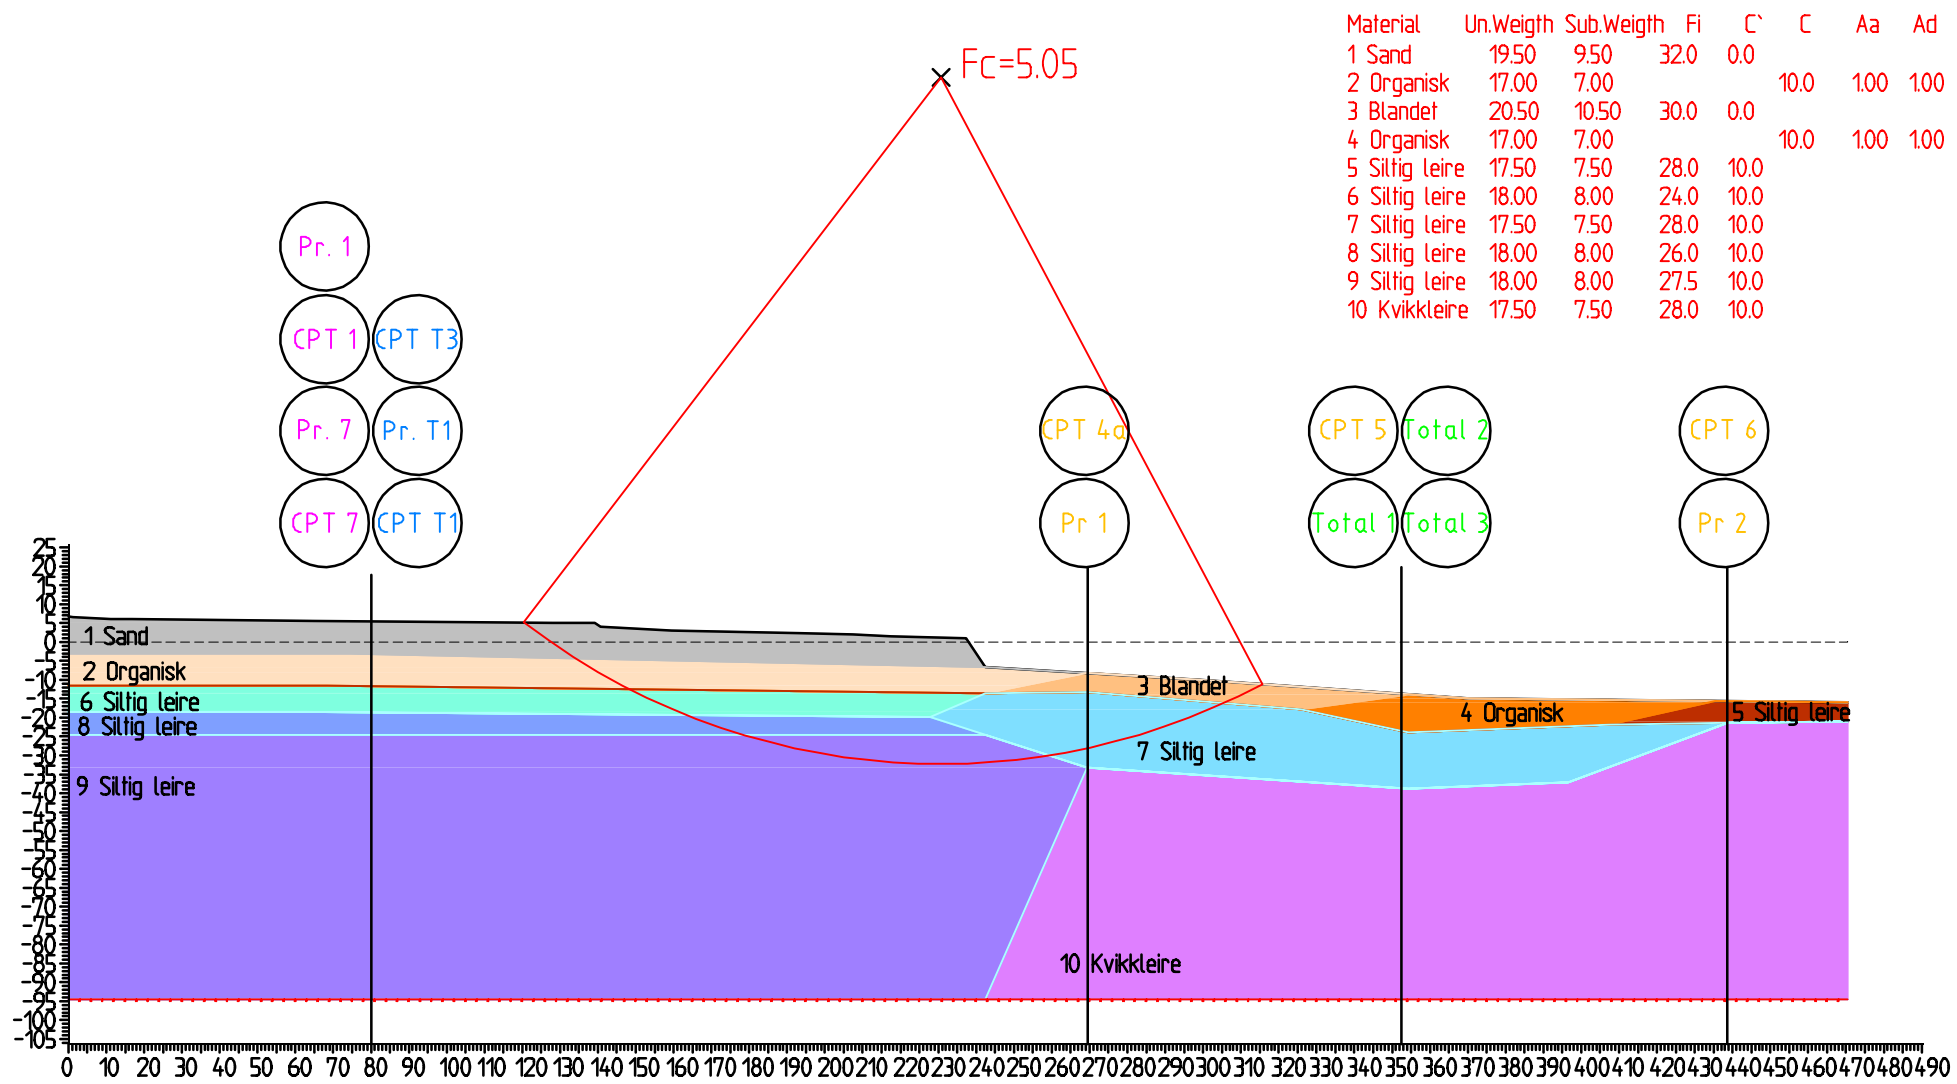 Material Un.Weigth Sub.Weigth Fi C` C Aa Ad
1 Sand 19.50 9.50 32.0 0.0
2 Organisk 17.00 7.00 10.0 1.00 1.00
3 Blandet 20.50 10.50 30.0 0.0
4 Organisk 17.00 7.00 10.0 1.00 1.00
5 Siltig leire 17.50 7.50 28.0 10.0
6 Siltig leire 18.00 8.00 24.0 10.0
7 Siltig leire 17.50 7.50 28.0 10.0
8 Siltig leire 18.00 8.00 26.0 10.0
9 Siltig leire 18.00 8.00 27.5 10.0
10 Kvikkleire 17.50 7.50 28.0 10.0
Fc=5.05
Pr. 1
CPT 1 CPT T3
Pr. 7 Pr. T1
CPT 7 CPT T1
CPT 4a
Pr 1
CPT 5 Total 2
Total 1 Total 3
CPT 6
Pr 2
25
20
15
10
5
0
-5
-10
-15
-20
-25
-30
-35
-40
-45
-50
-55
-60
-65
-70
-75
-80
-85
-90
-95
-100
-105
1 Sand
2 Organisk
6 Siltig leire
8 Siltig leire
9 Siltig leire
3 Blandet
4 Organisk
5 Siltig leire
7 Siltig leire
10 Kvikkleire
0 10 20 30 40 50 60 70 80 90 100 110 120 130 140 150 160 170 180 190 200 210 220 230 240 250 260 270 280 290 300 310 320 330 340 350 360 370 380 390 400 410 420 430 440 450 460 470 480 490